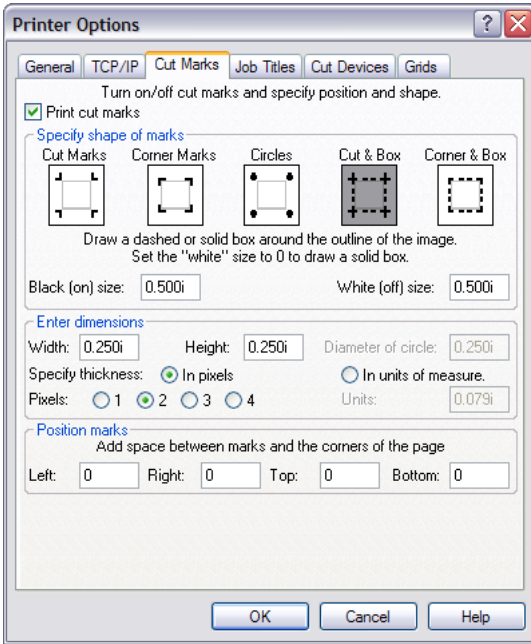 Printer Options
General TCP/IP Cut Marks Job Titles Cut Devices Grids
Turn on/off cut marks and specify position and shape.
Print cut marks
Specify shape of marks
Cut Marks Corner Marks Circles Cut & Box Corner & Box
Draw a dashed or solid box around the outline of the image.
Set the "white" size to 0 to draw a solid box.
Black (on) size: 0.500i White (off) size: 0.500i
Enter dimensions
Width: 0.250i Height: 0.250i Diameter of circle: 0.250i
Specify thickness: In pixels In units of measure.
Pixels: 1 2 3 4 Units: 0.079i
Position marks
Add space between marks and the corners of the page
Left: 0 Right: 0 Top: 0 Bottom: 0
OK Cancel Help